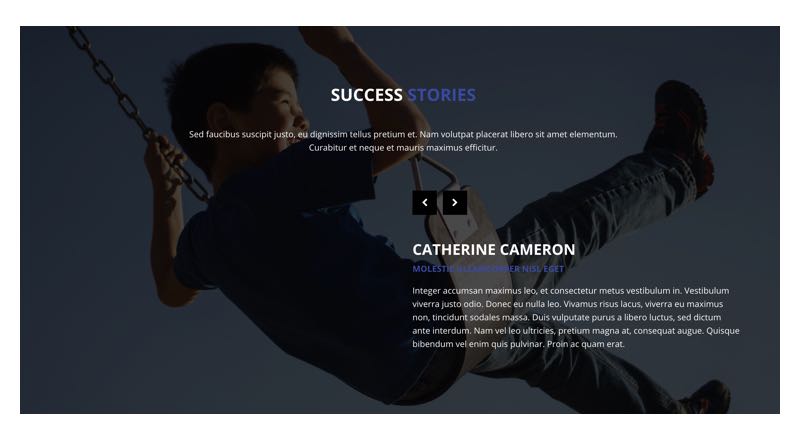 SUCCESS STORIES
Sed faucibus suscipit justo, eu dignissim tellus pretium et. Nam volutpat placerat libero sit amet elementum.
Curabitur et neque et mauris maximus efficitur.
CATHERINE CAMERON
MOLESTIE ULLAMCORPER NISI, EGET
Integer accumsan maximus leo, et consectetur metus vestibulum in. Vestibulum
viverra justo odio. Donec eu nulla leo. Vivamus risus lacus, viverra eu maximus
non, tincidunt sodales massa. Duis vulputate purus a libero luctus, sed dictum
ante interdum. Nam vel leo ultricies, pretium magna at, consequat augue. Quisque
bibendum vel enim quis pulvinar. Proin ac quam erat.